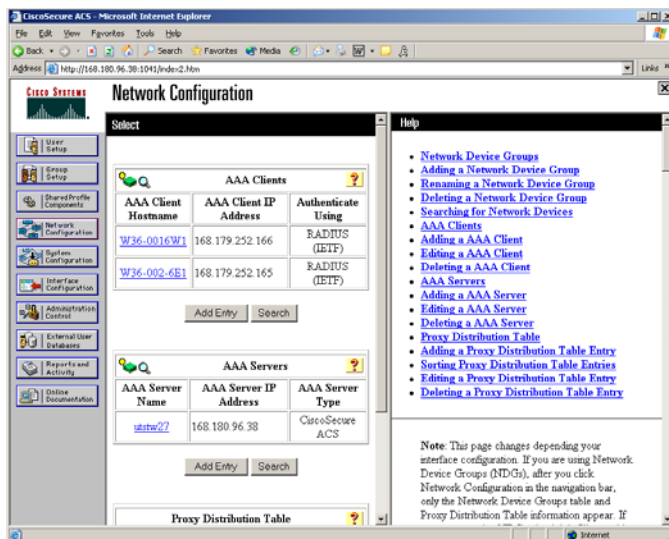 CiscoSecure ACS - Microsoft Internet Explorer
File Edit View Favorites Tools Help
Back Search Favorites Media
Address http://168.180.96.38:1041/index2.htm Links
CISCO SYSTEMS
Network Configuration
User Setup
Group Setup
Shared Profile Components
Network Configuration
System Configuration
Interface Configuration
Administration Control
External User Databases
Reports and Activity
Online Documentation
Select
AAA Clients
AAA Client Hostname AAA Client IP Address Authenticate Using
W36-0016W1 168.179.252.166 RADIUS (IETF)
W36-002-6E1 168.179.252.165 RADIUS (IETF)
Add Entry Search
AAA Servers
AAA Server Name AAA Server IP Address AAA Server Type
utstw27 168.180.96.38 CiscoSecure ACS
Add Entry Search
Proxy Distribution Table
Help
Network Device Groups
Adding a Network Device Group
Renaming a Network Device Group
Deleting a Network Device Group
Searching for Network Devices
AAA Clients
Adding a AAA Client
Editing a AAA Client
Deleting a AAA Client
AAA Servers
Adding a AAA Server
Editing a AAA Server
Deleting a AAA Server
Proxy Distribution Table
Adding a Proxy Distribution Table Entry
Sorting Proxy Distribution Table Entries
Editing a Proxy Distribution Table Entry
Deleting a Proxy Distribution Table Entry
Note: This page changes depending your
interface configuration. If you are using Network
Device Groups (NDGs), after you click
Network Configuration in the navigation bar,
only the Network Device Groups table and
Proxy Distribution Table information appear. If
Internet